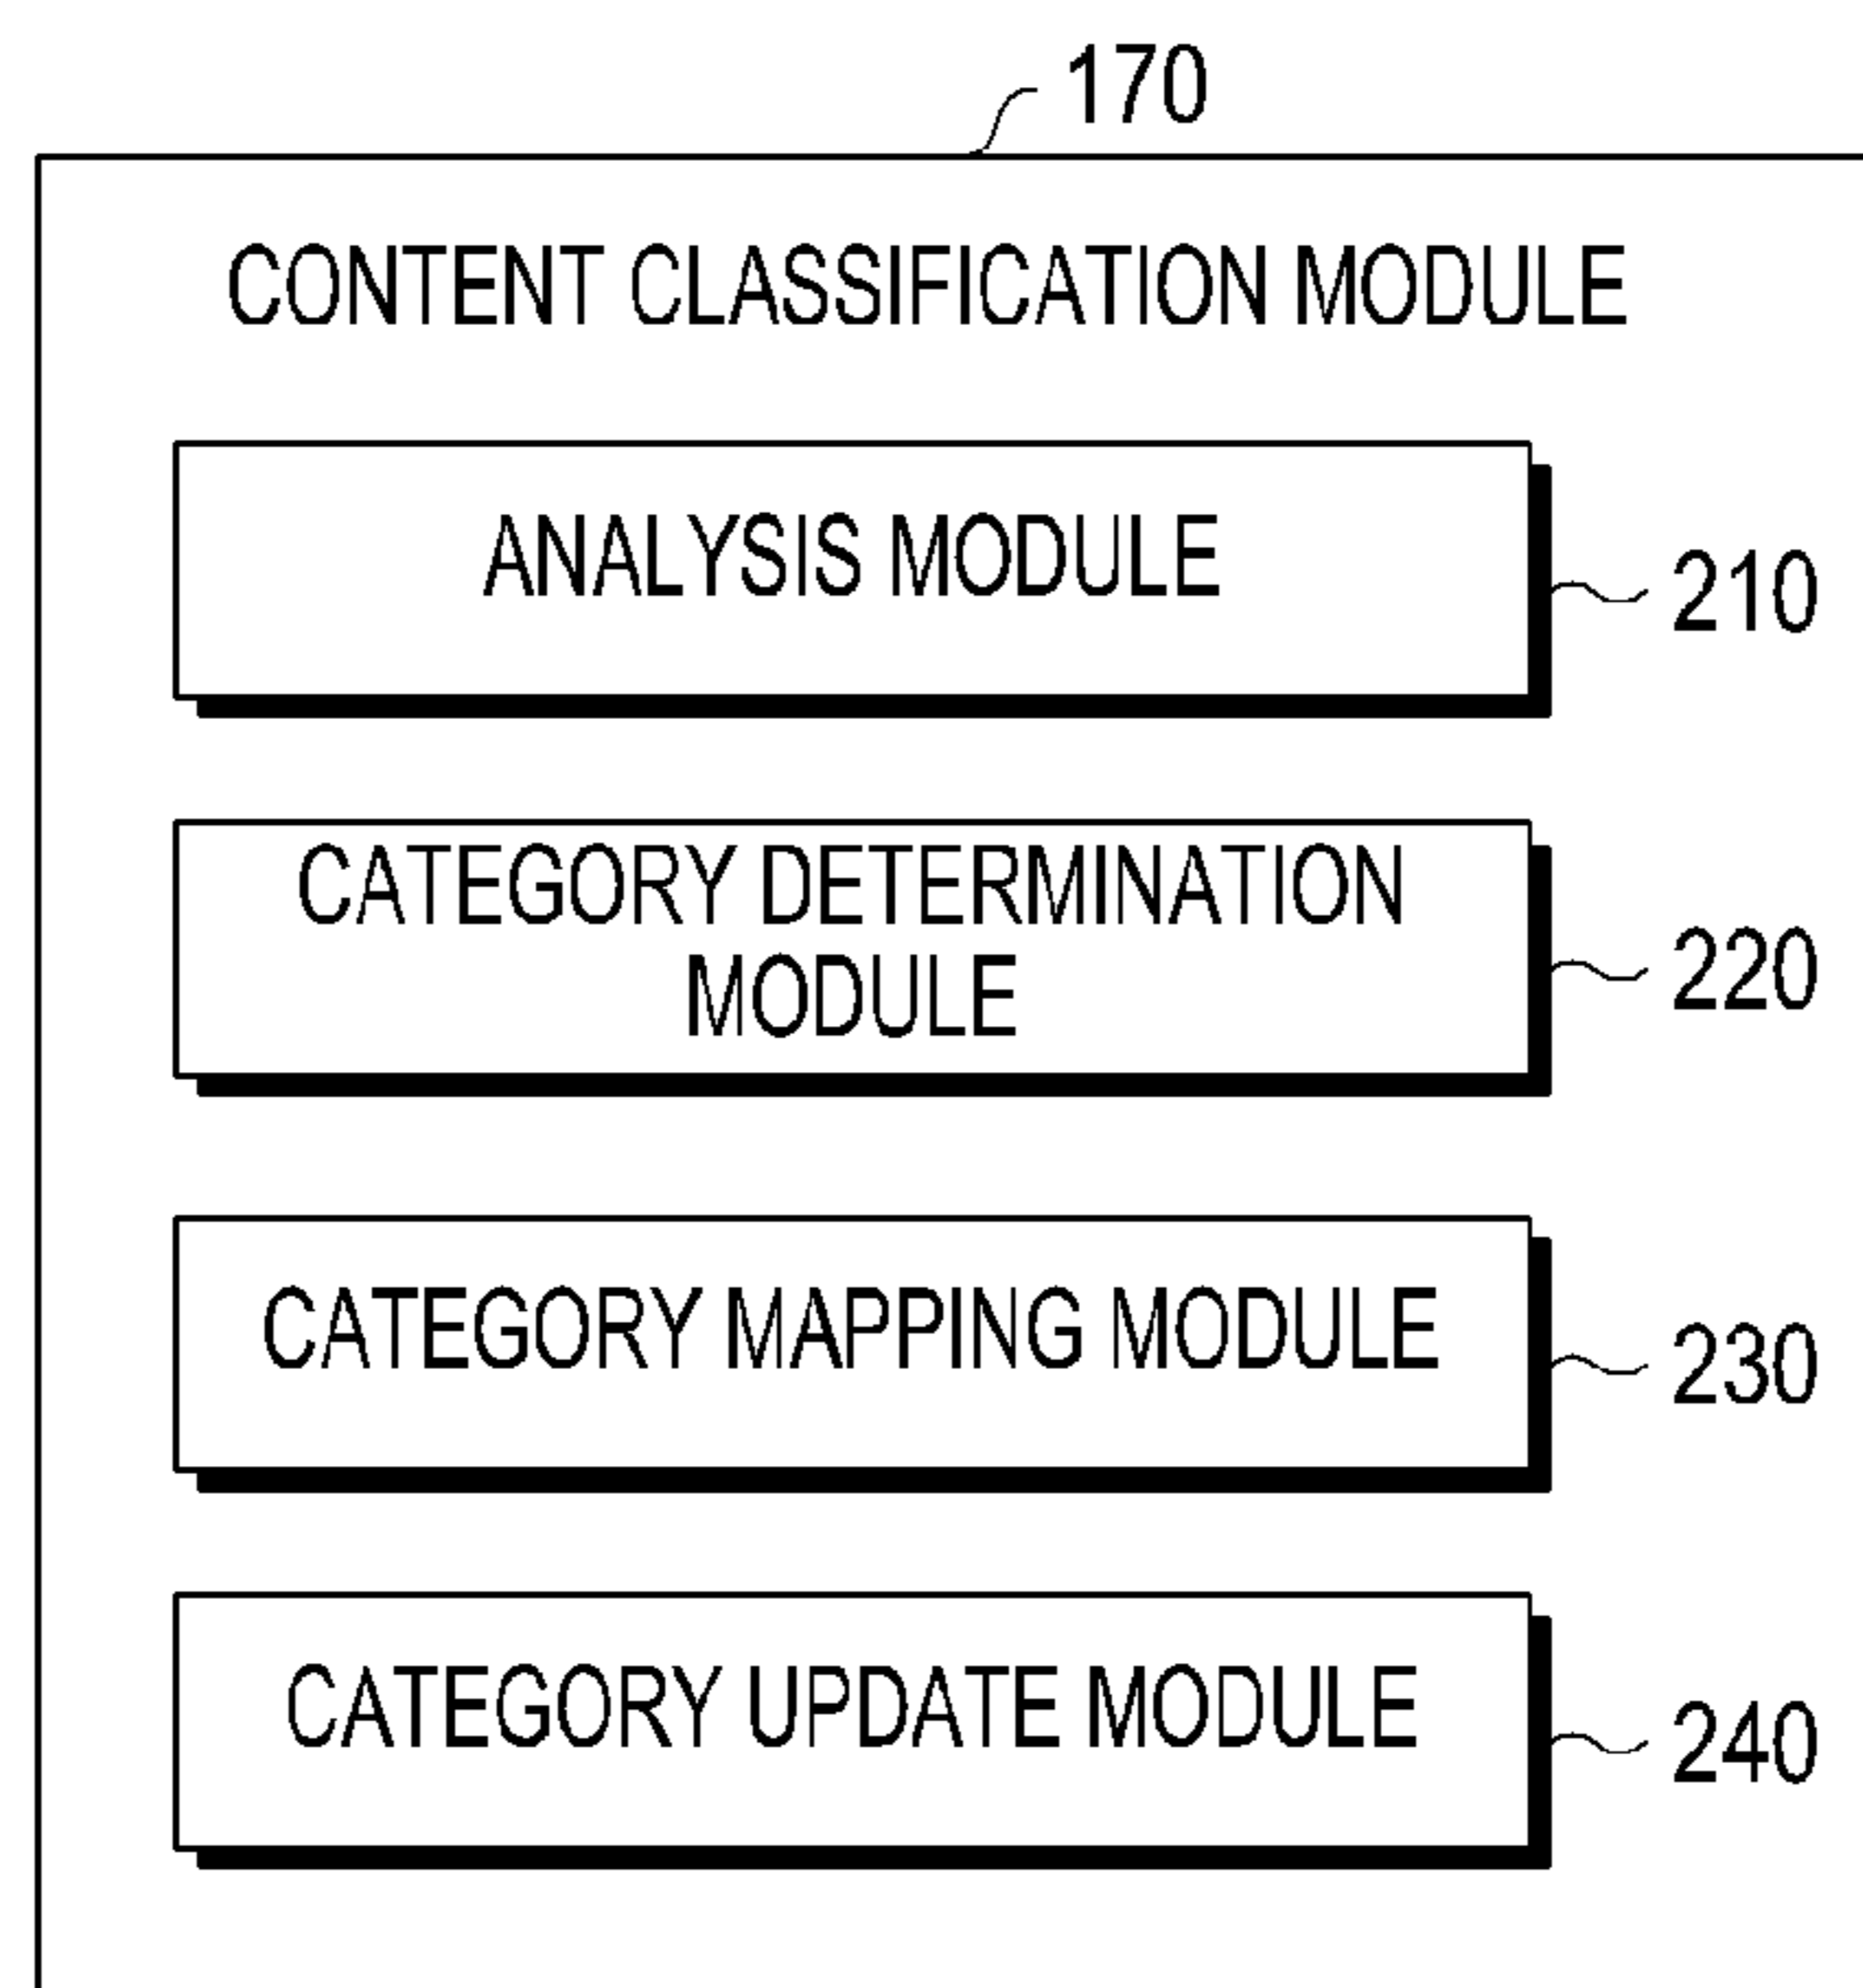 170
CONTENT CLASSIFICATION MODULE
ANALYSIS MODULE
210
CATEGORY DETERMINATION
MODULE
220
CATEGORY MAPPING MODULE
230
CATEGORY UPDATE MODULE
240